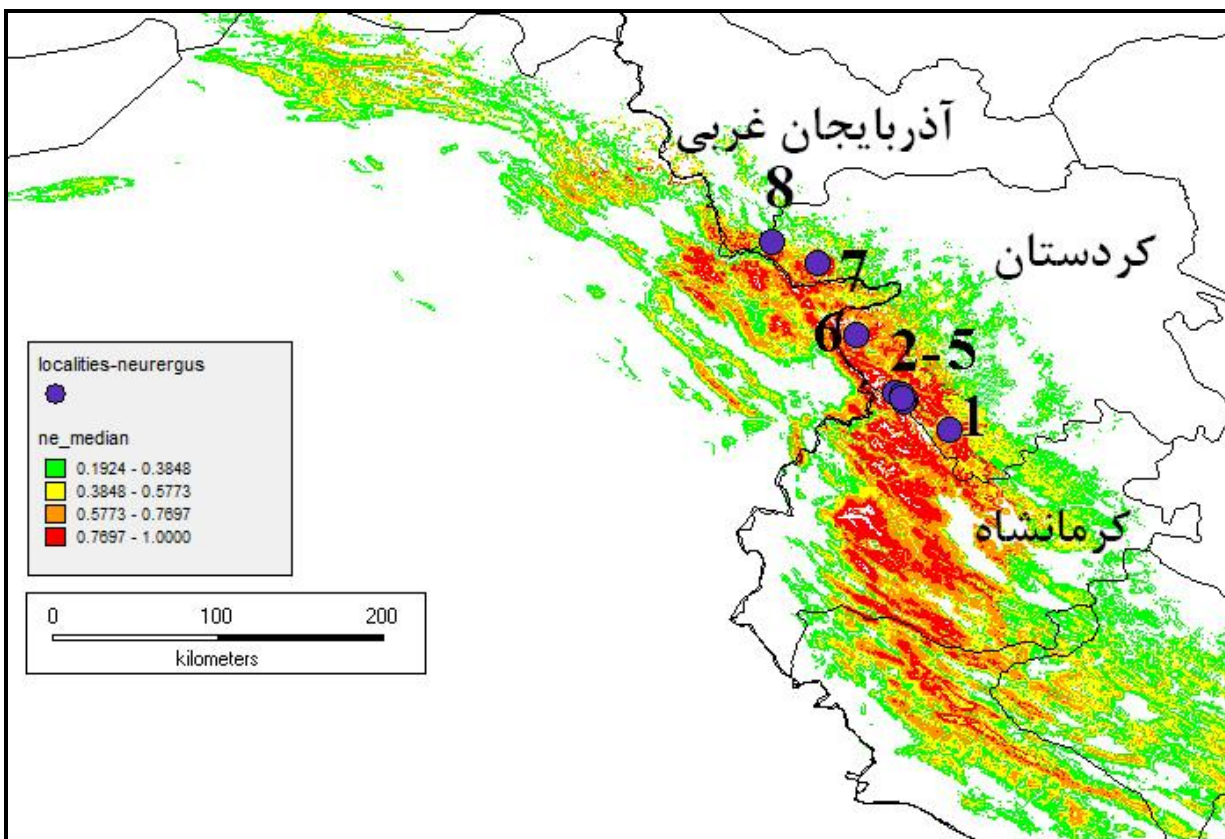 آذربایجان غربی
8
کردستان
7
6
2-5
1
کرمانشاه
localities-neurergus
ne_median
0.1924 - 0.3848
0.3848 - 0.5773
0.5773 - 0.7697
0.7697 - 1.0000
0 100 200
kilometers